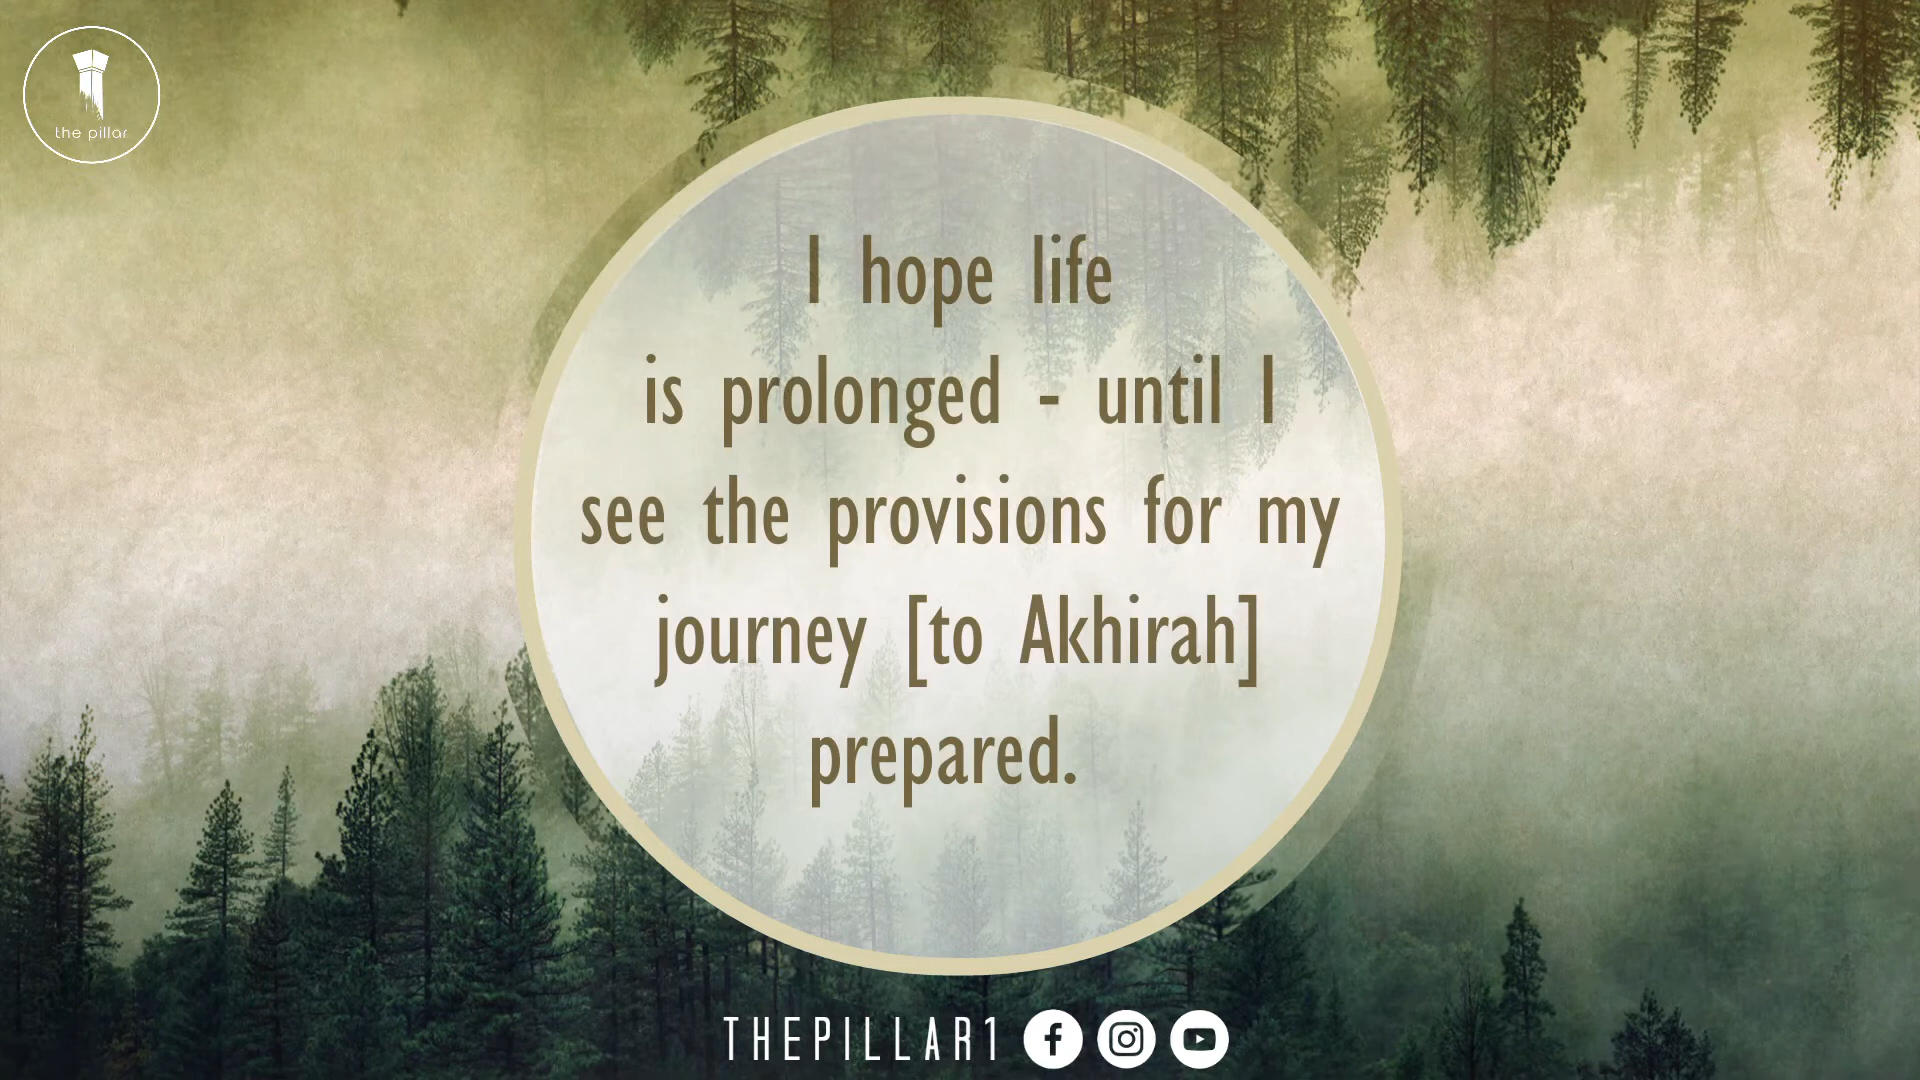 the pillar
I hope life
is prolonged - until I
see the provisions for my
journey [to Akhirah]
prepared.
THEPILLAR1